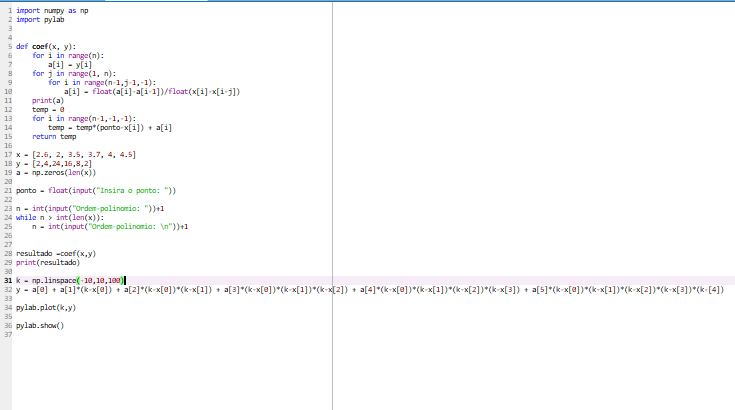 1 import numpy as np
2 import pylab
3
4
5 def coef(x, y):
6     for i in range(n):
7         a[i] = y[i]
8     for j in range(1, n):
9         for i in range(n-1,j-1,-1):
10             a[i] = float(a[i]-a[i-1])/float(x[i]-x[i-j])
11     print(a)
12     temp = 0
13     for i in range(n-1,-1,-1):
14         temp = temp*(ponto-x[i]) + a[i]
15     return temp
16
17 x = [2.6, 2, 3.5, 3.7, 4, 4.5]
18 y = [2,4,24,16,8,2]
19 a = np.zeros(len(x))
20
21 ponto = float(input("Insira o ponto: "))
22
23 n = int(input("Ordem-polinomio: "))+1
24 while n > int(len(x)):
25     n = int(input("Ordem-polinomio: \n"))+1
26
27
28 resultado =coef(x,y)
29 print(resultado)
30
31 k = np.linspace(-10,10,100)
32 y = a[0] + a[1]*(k-x[0]) + a[2]*(k-x[0])*(k-x[1]) + a[3]*(k-x[0])*(k-x[1])*(k-x[2]) + a[4]*(k-x[0])*(k-x[1])*(k-x[2])*(k-x[3]) + a[5]*(k-x[0])*(k-x[1])*(k-x[2])*(k-x[3])*(k-[4])
33
34 pylab.plot(k,y)
35
36 pylab.show()
37